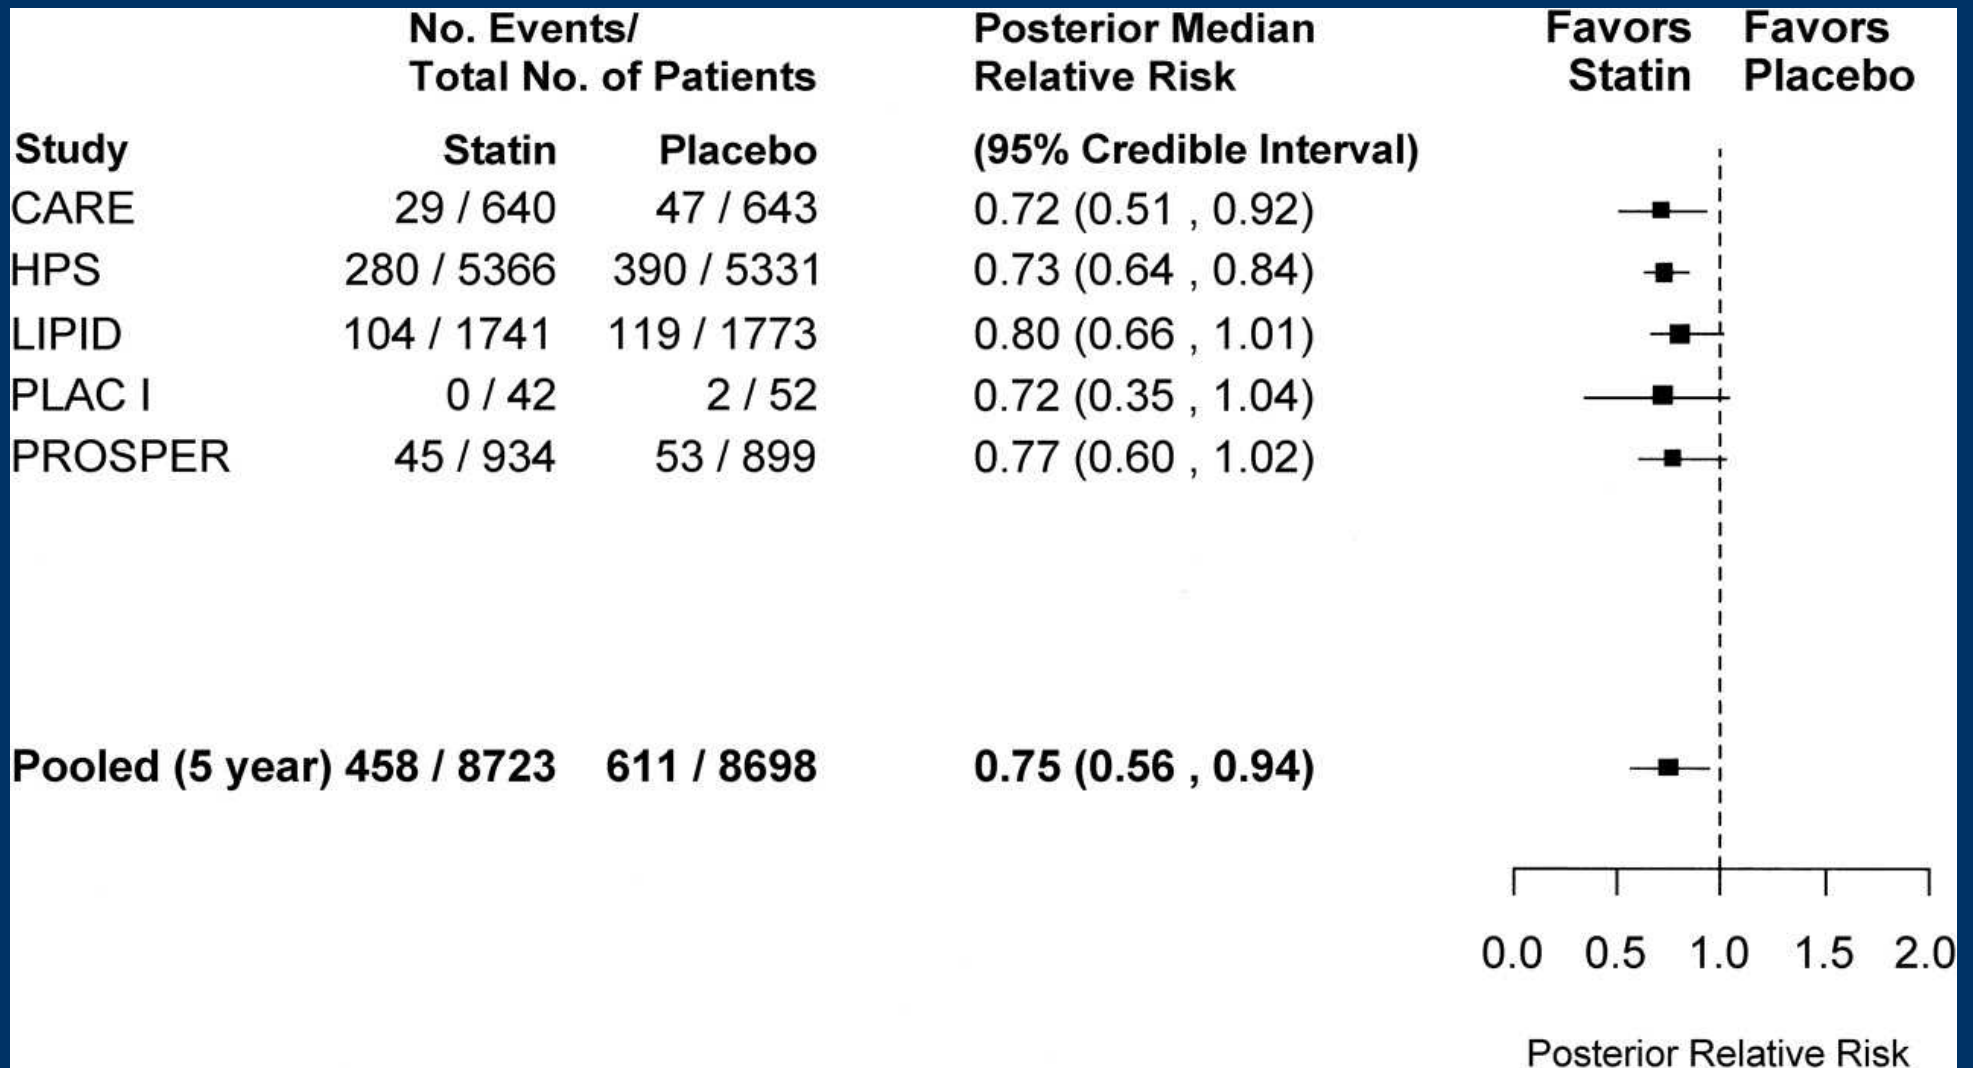 No. Events/
Total No. of Patients
Posterior Median
Relative Risk
Favors Statin
Favors Placebo
Study Statin Placebo (95% Credible Interval)
CARE 29 / 640 47 / 643 0.72 (0.51 , 0.92)
HPS 280 / 5366 390 / 5331 0.73 (0.64 , 0.84)
LIPID 104 / 1741 119 / 1773 0.80 (0.66 , 1.01)
PLAC I 0 / 42 2 / 52 0.72 (0.35 , 1.04)
PROSPER 45 / 934 53 / 899 0.77 (0.60 , 1.02)
Pooled (5 year) 458 / 8723 611 / 8698 0.75 (0.56 , 0.94)
0.0 0.5 1.0 1.5 2.0
Posterior Relative Risk